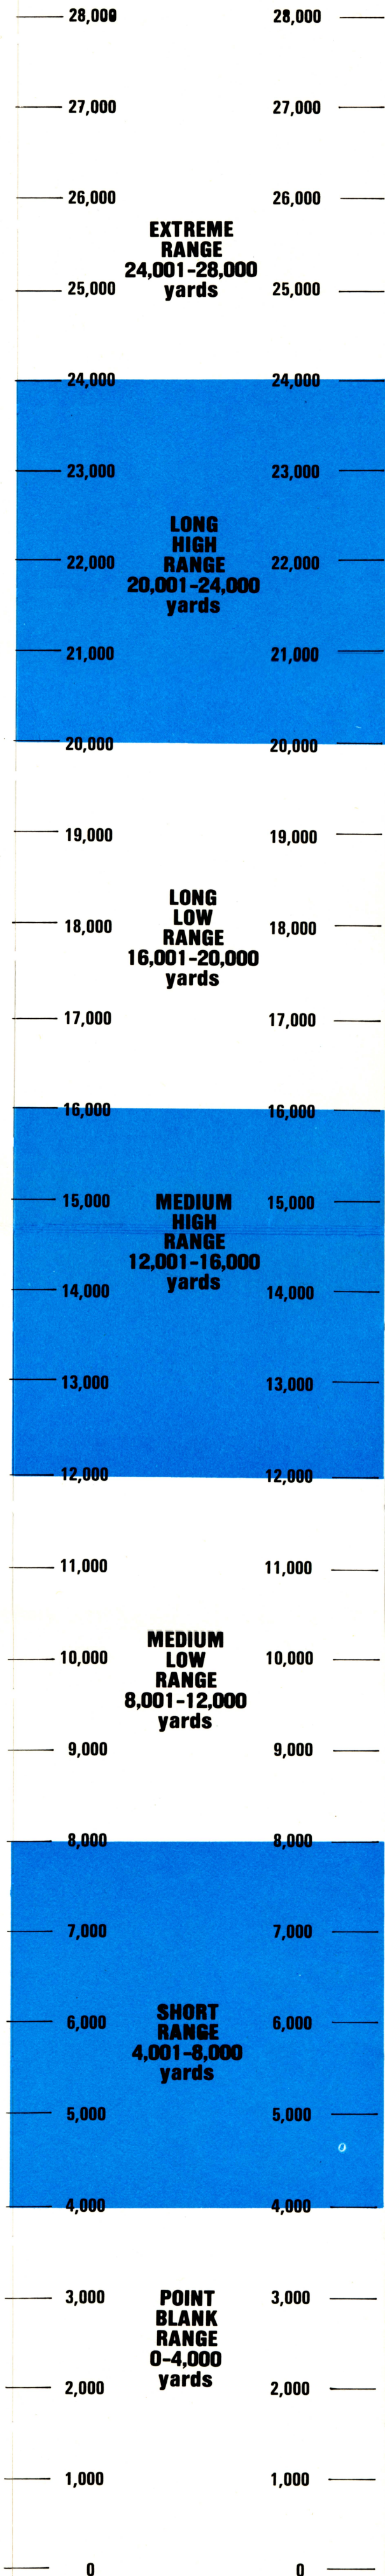 28,000 28,000
27,000 27,000
26,000 26,000
EXTREME
RANGE
24,001-28,000
yards
25,000 25,000
24,000 24,000
23,000 23,000
LONG
HIGH
RANGE
22,000 22,000
20,001-24,000
yards
21,000 21,000
20,000 20,000
19,000 19,000
LONG
LOW
18,000 18,000
RANGE
16,001-20,000
yards
17,000 17,000
16,000 16,000
15,000 MEDIUM 15,000
HIGH
RANGE
12,001-16,000
yards
14,000 14,000
13,000 13,000
12,000 12,000
11,000 11,000
MEDIUM
LOW
10,000 10,000
RANGE
8,001-12,000
yards
9,000 9,000
8,000 8,000
7,000 7,000
SHORT
6,000 RANGE 6,000
4,001-8,000
yards
5,000 5,000
4,000 4,000
3,000 POINT 3,000
BLANK
RANGE
0-4,000
yards
2,000 2,000
1,000 1,000
0 0